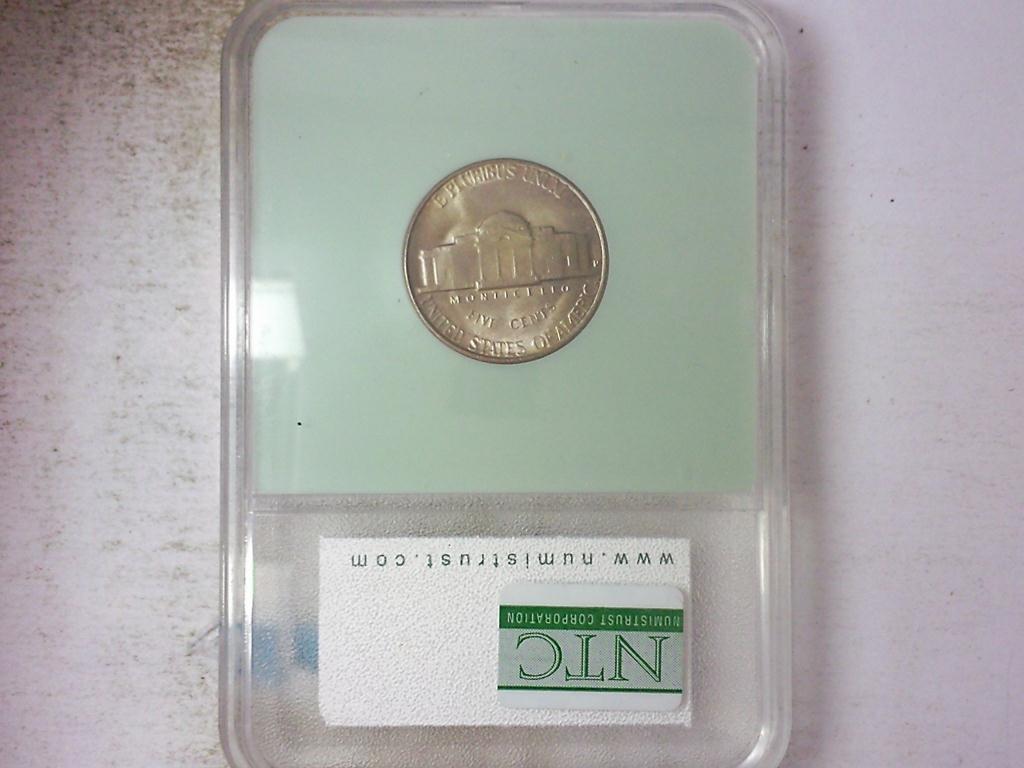 E PLURIBUS UNUM
MONTICELLO
FIVE CENTS
UNITED STATES OF AMERICA
P
www.numistrust.com
NUMISTRUST CORPORATION
NTC